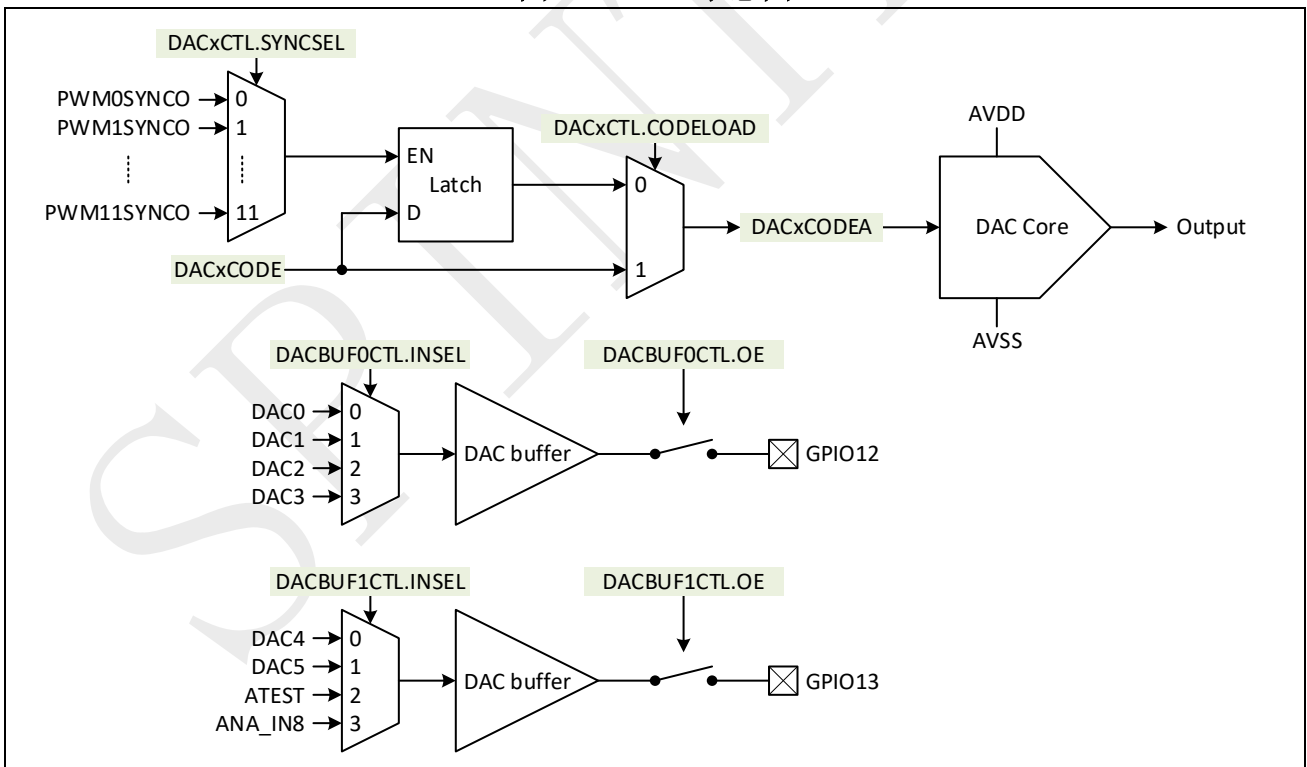 DACxCTL.SYNCSEL
PWM0SYNCO
0
PWM1SYNCO
1
PWM11SYNCO
11
EN
Latch
D
DACxCODE
DACxCTL.CODELOAD
0
1
DACxCODEA
AVDD
DAC Core
AVSS
Output
DACBUF0CTL.INSEL
DACBUF0CTL.OE
DAC0
0
DAC1
1
DAC2
2
DAC3
3
DAC buffer
GPIO12
DACBUF1CTL.INSEL
DACBUF1CTL.OE
DAC4
0
DAC5
1
ATEST
2
ANA_IN8
3
DAC buffer
GPIO13